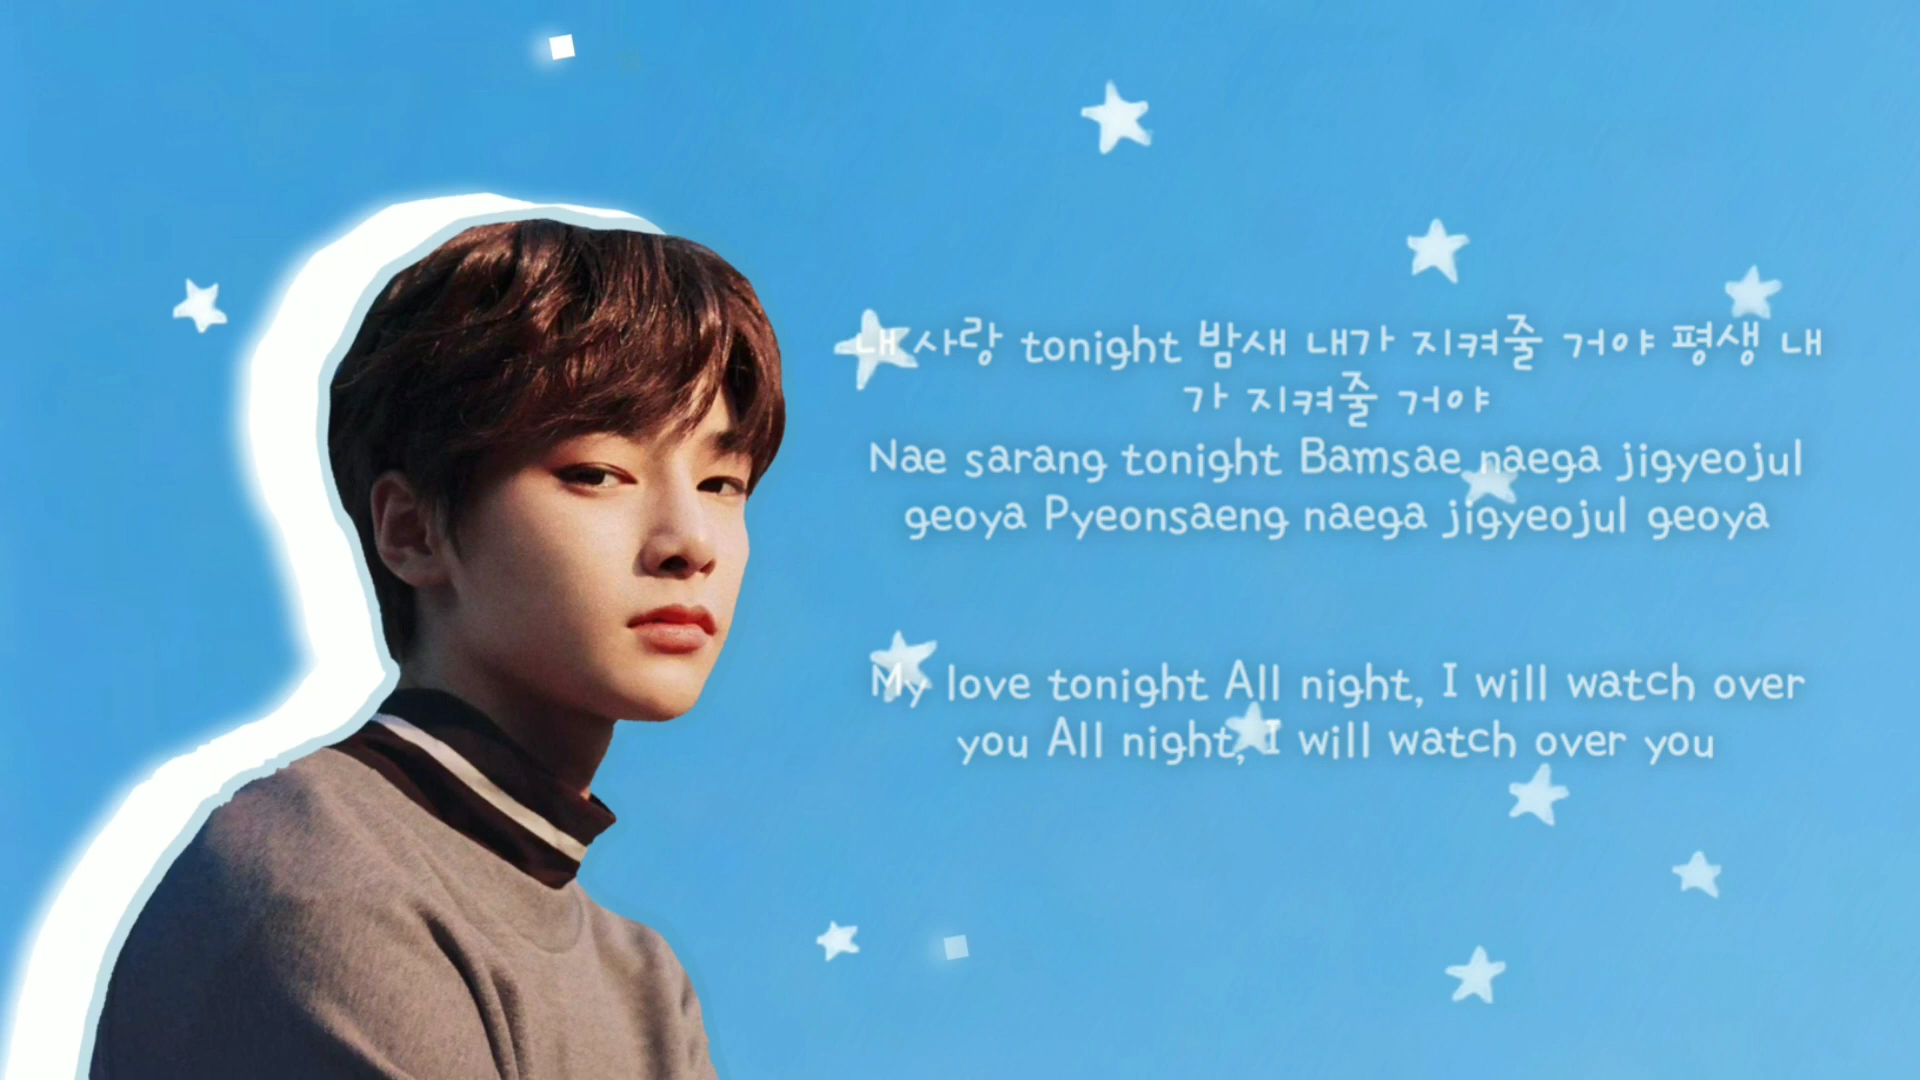 내 사랑 tonight 밤새 내가 지켜줄 거야 평생 내
가 지켜줄 거야
Nae sarang tonight Bamsae naega jigyeojul
geoya Pyeonsaeng naega jigyeojul geoya
My love tonight All night, I will watch over
you All night, I will watch over you